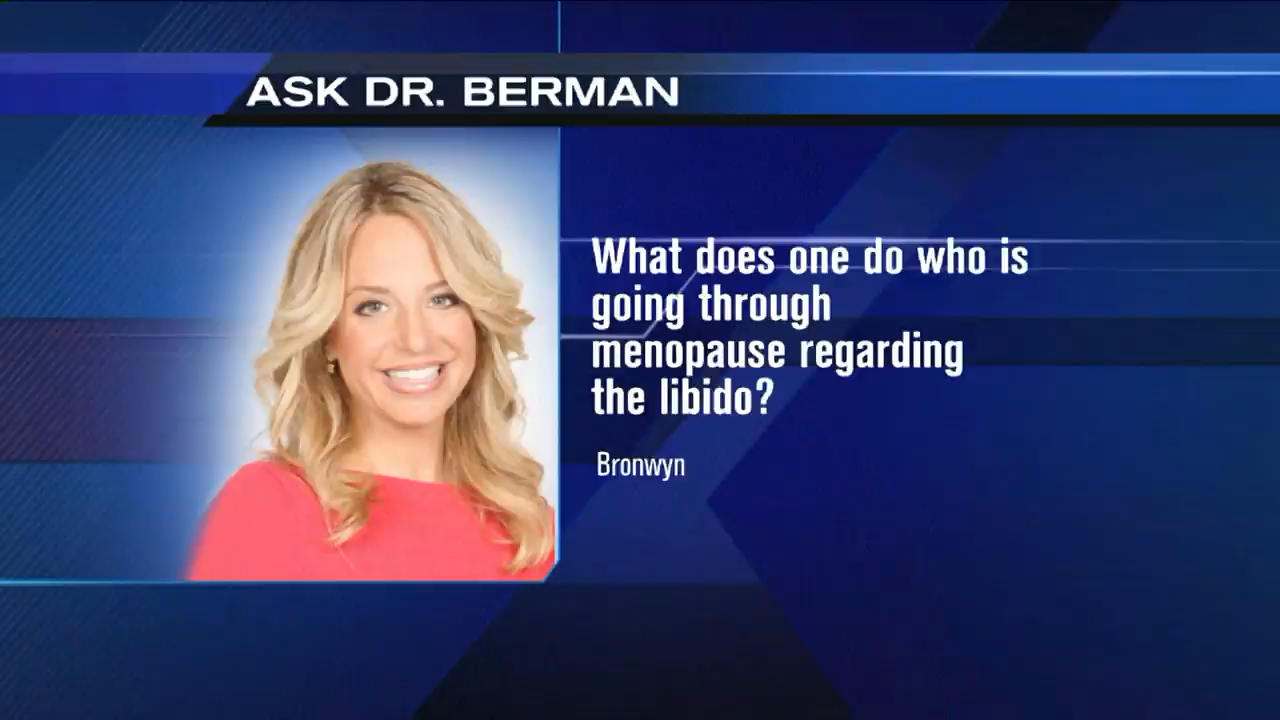 ASK DR. BERMAN
What does one do who is
going through
menopause regarding
the libido?
Bronwyn